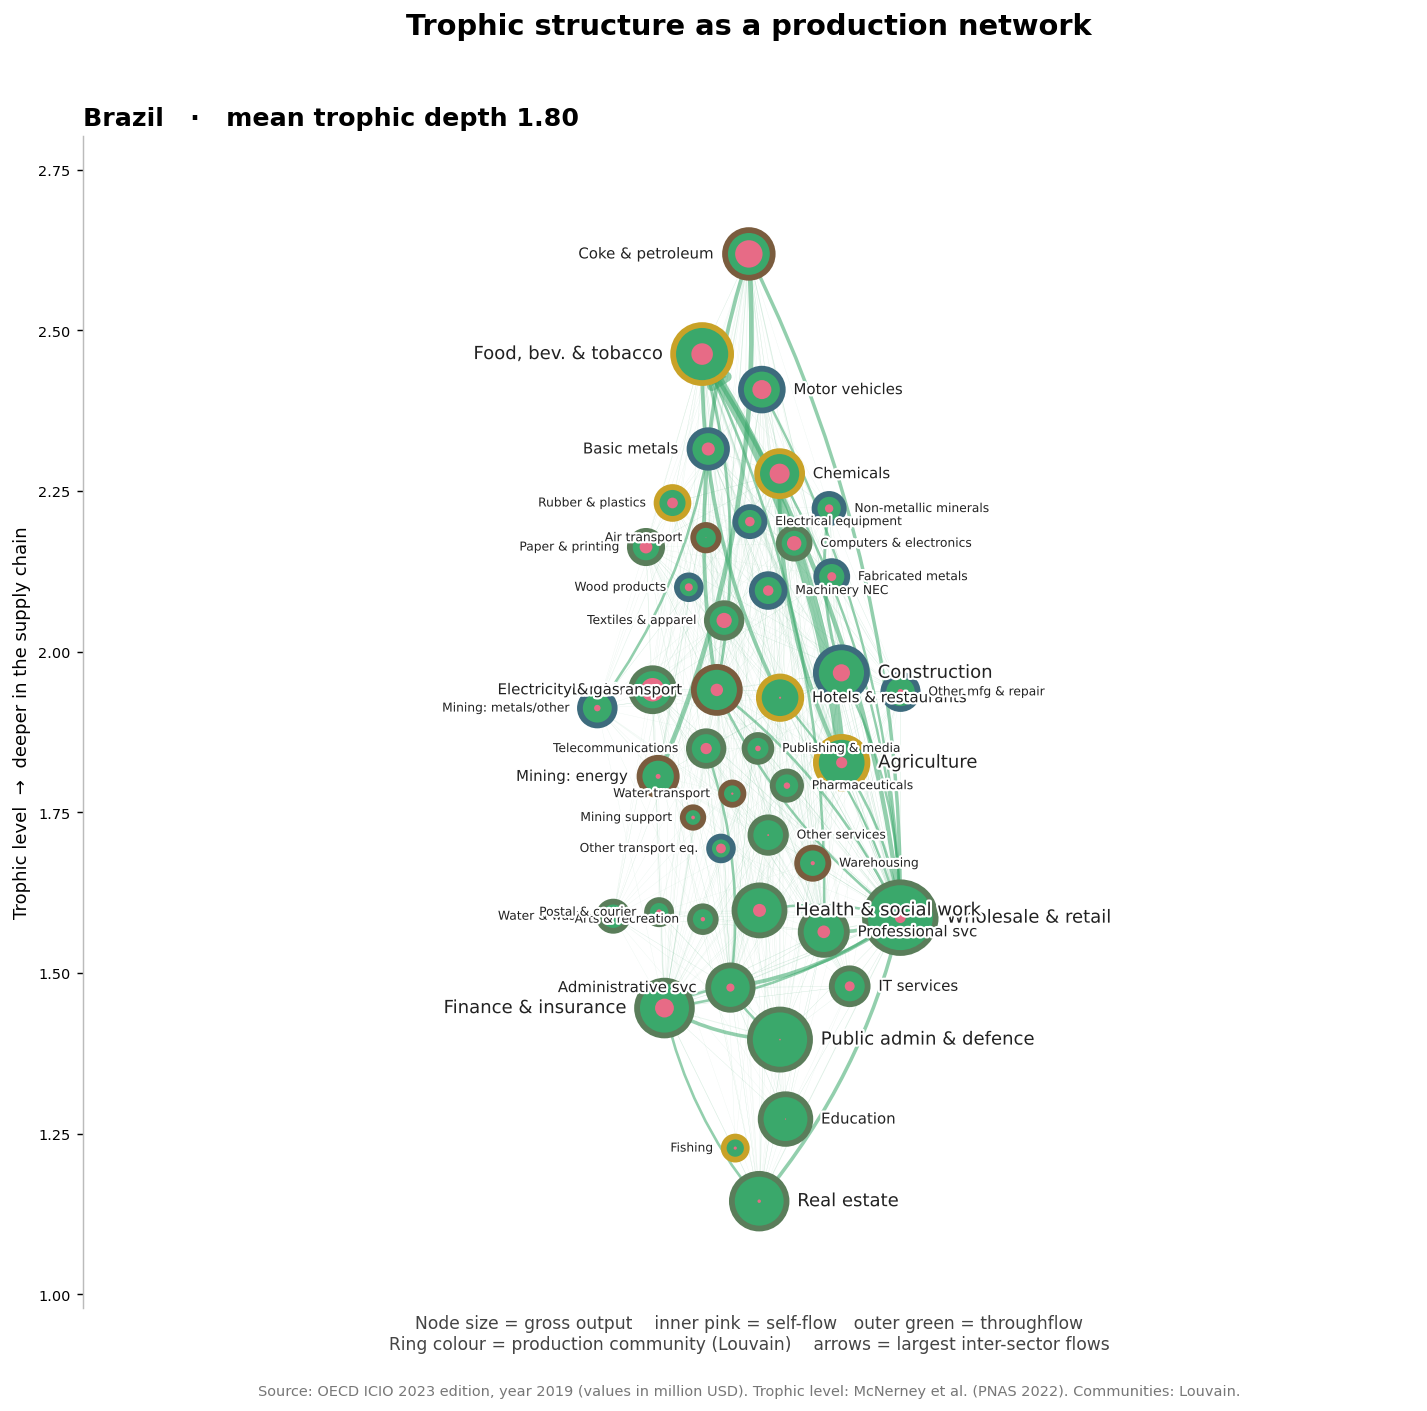 Trophic structure as a production network
Brazil · mean trophic depth 1.80
2.75
2.50
2.25
2.00
1.75
1.50
1.25
1.00
Trophic level → deeper in the supply chain
Coke & petroleum
Food, bev. & tobacco
Motor vehicles
Basic metals
Chemicals
Rubber & plastics
Non-metallic minerals
Electrical equipment
Air transport
Paper & printing
Computers & electronics
Fabricated metals
Wood products
Machinery NEC
Textiles & apparel
Construction
Electricity
transport
Other mfg & repair
Hotels & restaurants
Mining: metals/other
Telecommunications
Publishing & media
Agriculture
Mining: energy
Pharmaceuticals
Water transport
Mining support
Other services
Other transport eq.
Warehousing
Health & social work
Water
Postal & courier
Arts & recreation
Wholesale & retail
Professional svc
IT services
Administrative svc
Finance & insurance
Public admin & defence
Education
Fishing
Real estate
Node size = gross output inner pink = self-flow outer green = throughflow
Ring colour = production community (Louvain) arrows = largest inter-sector flows
Source: OECD ICIO 2023 edition, year 2019 (values in million USD). Trophic level: McNerney et al. (PNAS 2022). Communities: Louvain.